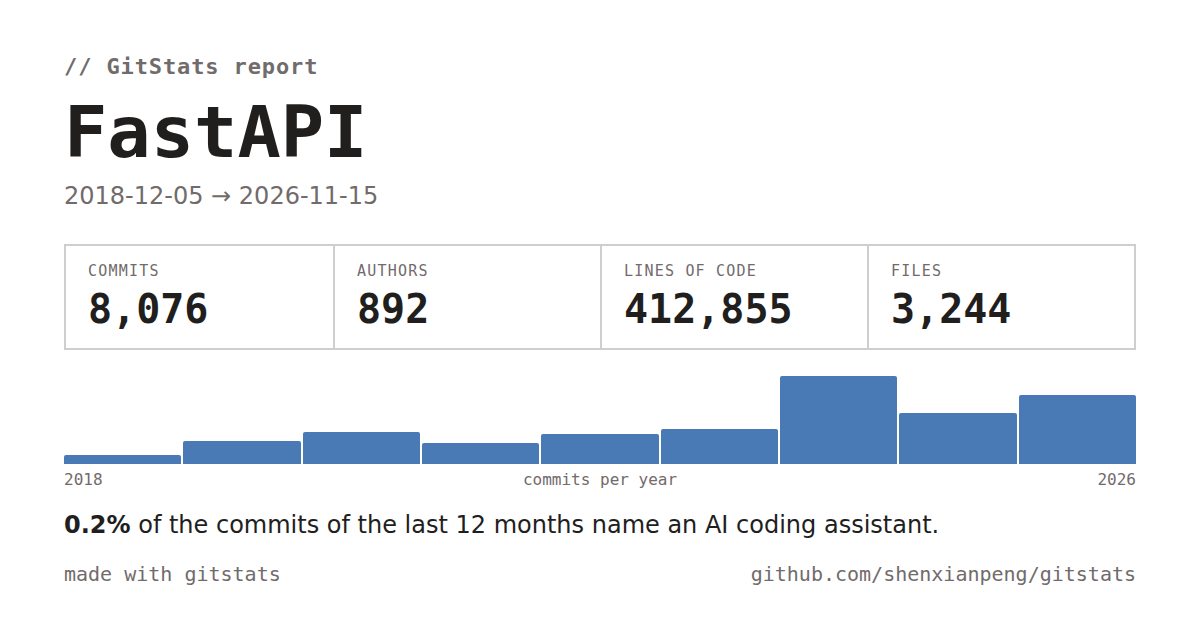 // GitStats report
FastAPI
2018-12-05 → 2026-11-15
COMMITS AUTHORS LINES OF CODE FILES
8,076 892 412,855 3,244
2018 commits per year 2026
0.2% of the commits of the last 12 months name an AI coding assistant.
made with gitstats github.com/shenxianpeng/gitstats